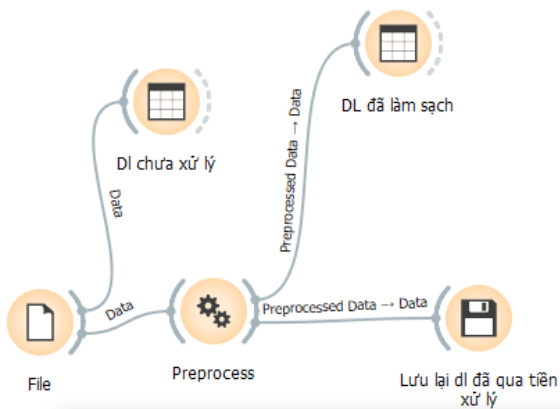 DL đã làm sạch
Dl chưa xử lý
Data
Preprocessed Data → Data
Data
Preprocessed Data → Data
File
Preprocess
Lưu lại dl đã qua tiền
xử lý